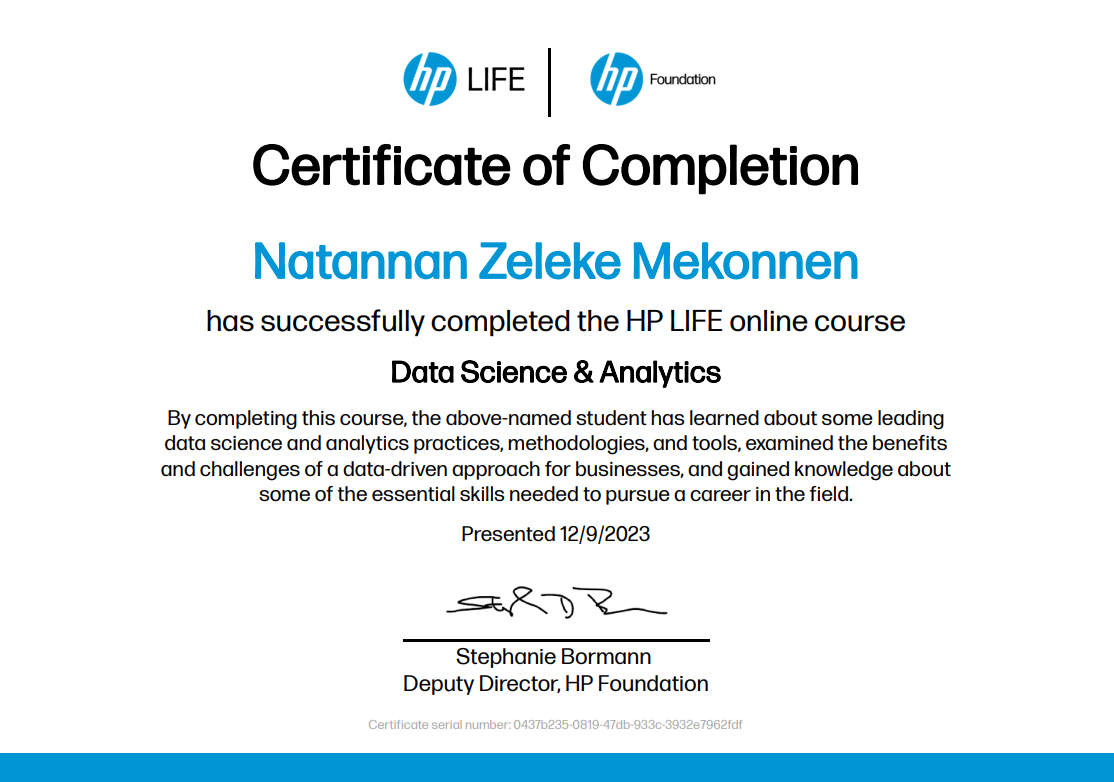 hp LIFE
hp Foundation
Certificate of Completion
Natannan Zeleke Mekonnen
has successfully completed the HP LIFE online course
Data Science & Analytics
By completing this course, the above-named student has learned about some leading
data science and analytics practices, methodologies, and tools, examined the benefits
and challenges of a data-driven approach for businesses, and gained knowledge about
some of the essential skills needed to pursue a career in the field.
Presented 12/9/2023
Stephanie Bormann
Deputy Director, HP Foundation
Certificate serial number: 0437b235-0819-47db-933c-3932e7962fdf